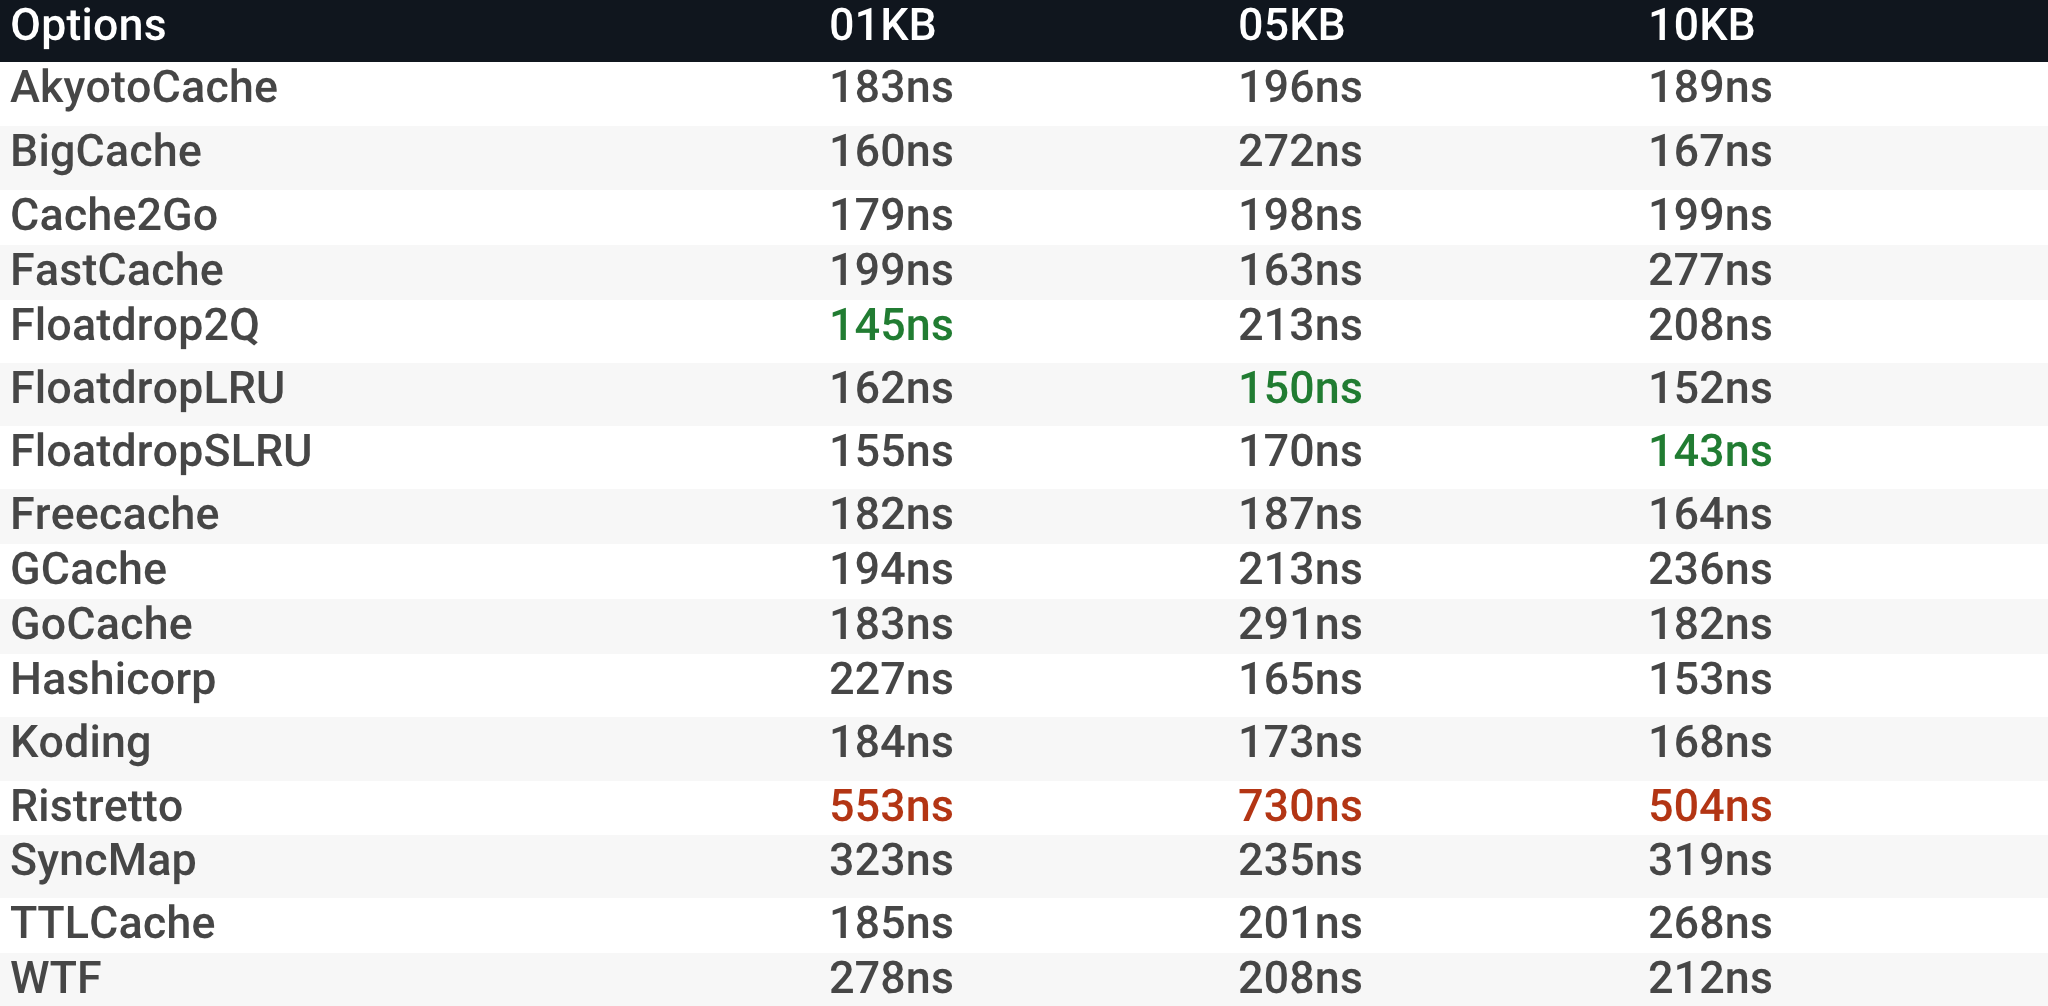 Options 01KB 05KB 10KB
AkyotoCache 183ns 196ns 189ns
BigCache 160ns 272ns 167ns
Cache2Go 179ns 198ns 199ns
FastCache 199ns 163ns 277ns
Floatdrop2Q 145ns 213ns 208ns
FloatdropLRU 162ns 150ns 152ns
FloatdropSLRU 155ns 170ns 143ns
Freecache 182ns 187ns 164ns
GCache 194ns 213ns 236ns
GoCache 183ns 291ns 182ns
Hashicorp 227ns 165ns 153ns
Koding 184ns 173ns 168ns
Ristretto 553ns 730ns 504ns
SyncMap 323ns 235ns 319ns
TTLCache 185ns 201ns 268ns
WTF 278ns 208ns 212ns